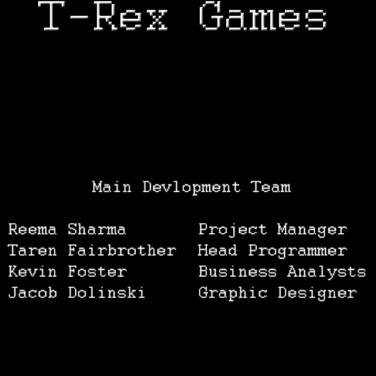 T-Rex Games
Main Devlopment Team
Reema Sharma Project Manager
Taren Fairbrother Head Programmer
Kevin Foster Business Analysts
Jacob Dolinski Graphic Designer